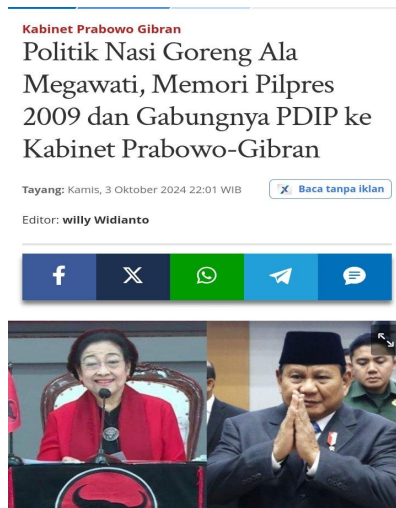 Kabinet Prabowo Gibran
Politik Nasi Goreng Ala
Megawati, Memori Pilpres
2009 dan Gabungnya PDIP ke
Kabinet Prabowo-Gibran
Tayang: Kamis, 3 Oktober 2024 22:01 WIB
Baca tanpa iklan
Editor: willy Widianto